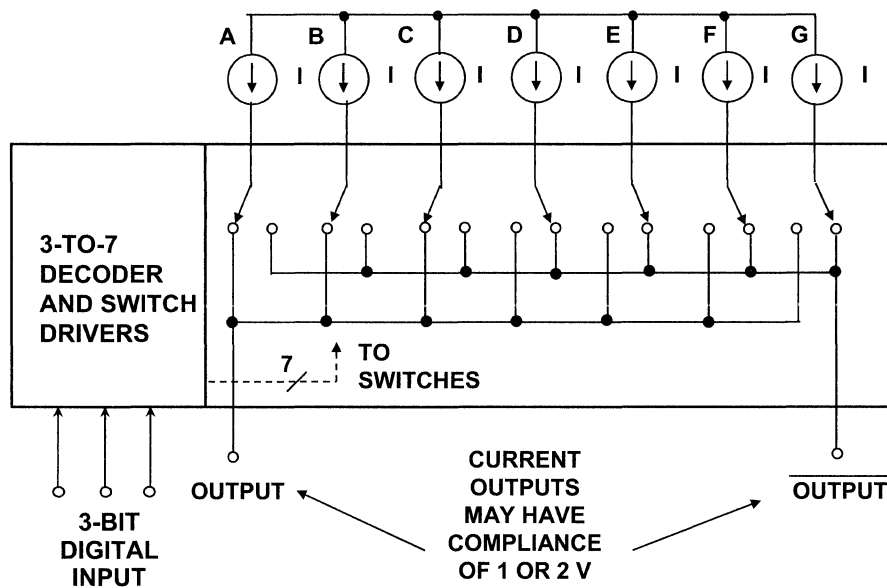 A B C D E F G
I I I I I I I
3-TO-7
DECODER
AND SWITCH
DRIVERS
7
TO
SWITCHES
OUTPUT
OUTPUT
CURRENT
OUTPUTS
MAY HAVE
COMPLIANCE
OF 1 OR 2 V
3-BIT
DIGITAL
INPUT